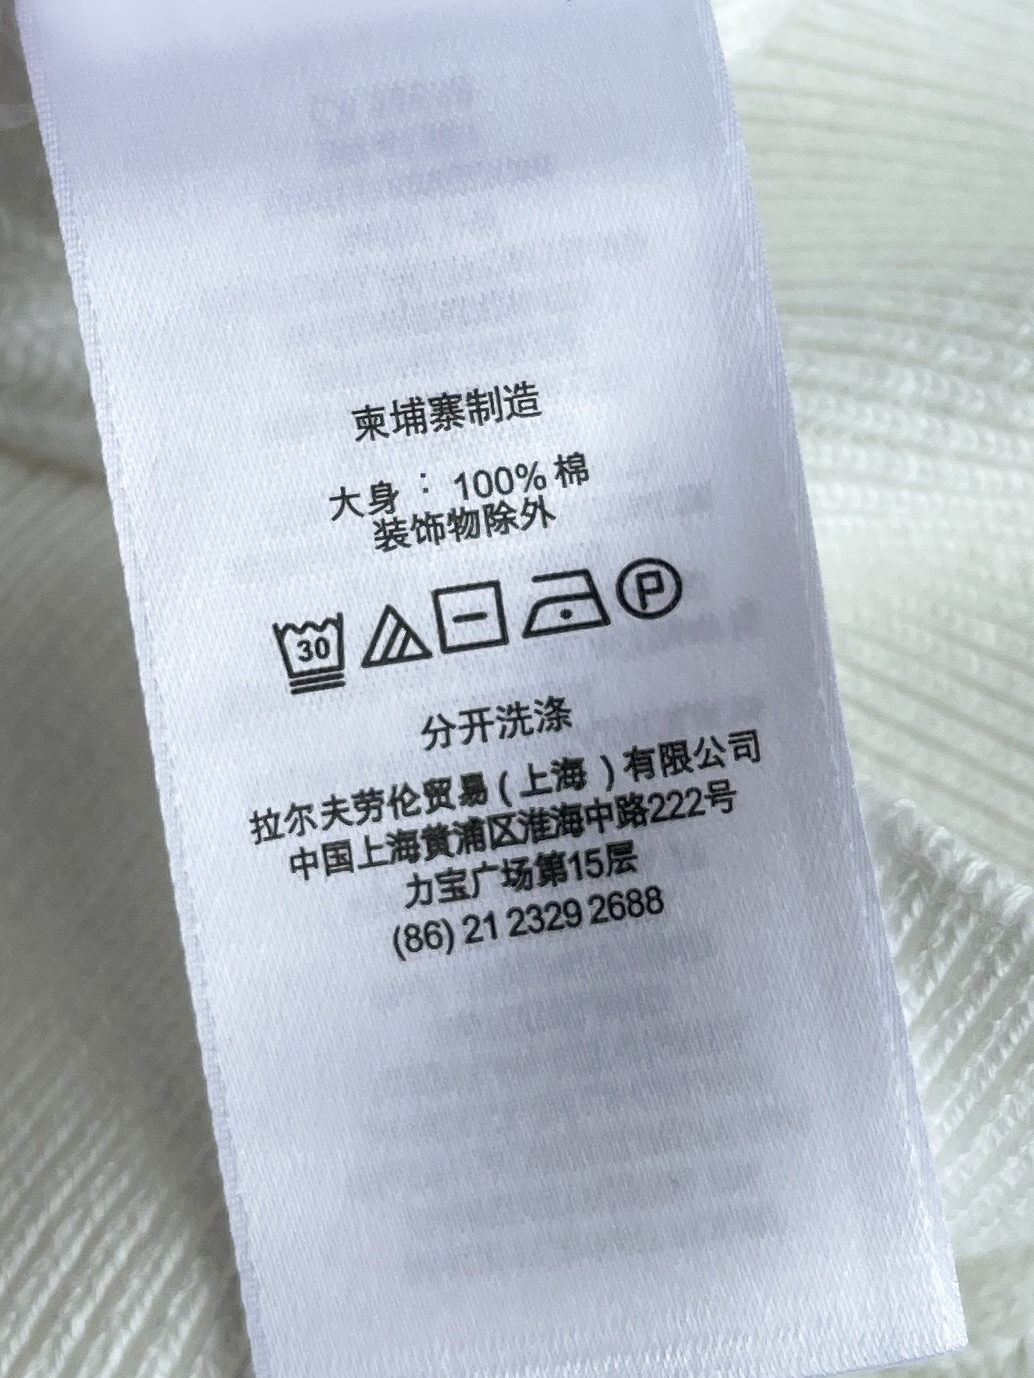 柬埔寨制造
大身：100% 棉
装饰物除外
30 P
分开洗涤
拉尔夫劳伦贸易(上海)有限公司
中国上海黄浦区淮海中路222号
力宝广场第15层
(86) 21 2329 2688